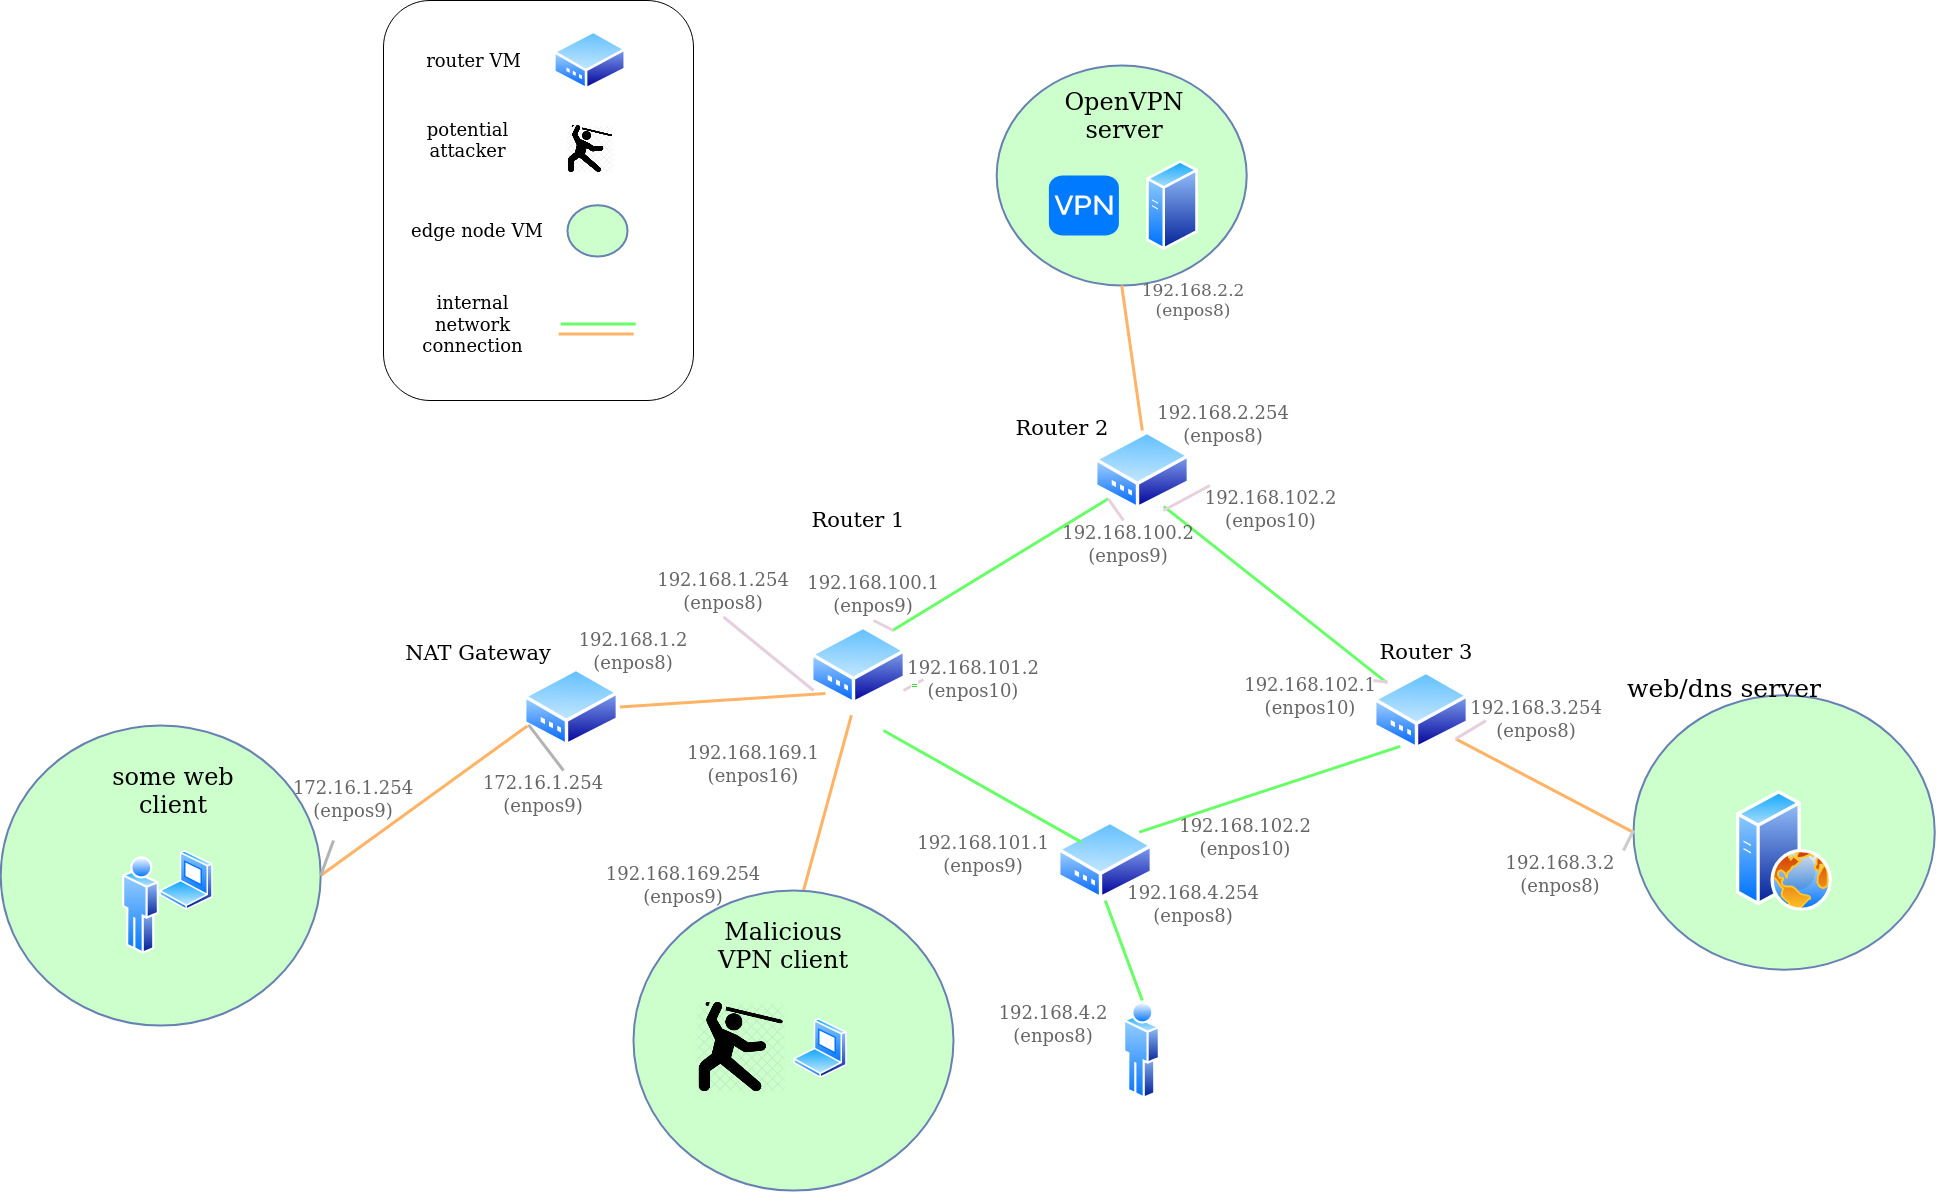 router VM
potential
attacker
edge node VM
internal
network
connection
OpenVPN
server
VPN
192.168.2.2
(enpos8)
Router 2
192.168.2.254
(enpos8)
192.168.102.2
(enpos10)
192.168.100.2
(enpos9)
Router 1
192.168.1.254
(enpos8)
192.168.100.1
(enpos9)
192.168.101.2
(enpos10)
=
NAT Gateway
192.168.1.2
(enpos8)
172.16.1.254
(enpos9)
some web
client
172.16.1.254
(enpos9)
192.168.169.1
(enpos16)
192.168.169.254
(enpos9)
Malicious
VPN client
Router 3
192.168.102.1
(enpos10)
192.168.3.254
(enpos8)
web/dns server
192.168.3.2
(enpos8)
192.168.101.1
(enpos9)
192.168.102.2
(enpos10)
192.168.4.254
(enpos8)
192.168.4.2
(enpos8)